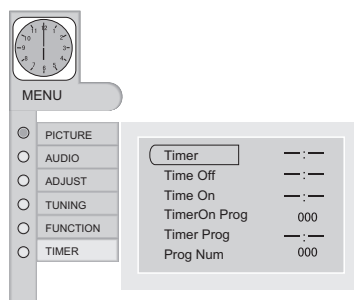 MENU
PICTURE
AUDIO
ADJUST
TUNING
FUNCTION
TIMER
Timer —:—
Time Off —:—
Time On —:—
TimerOn Prog 000
Timer Prog —:—
Prog Num 000